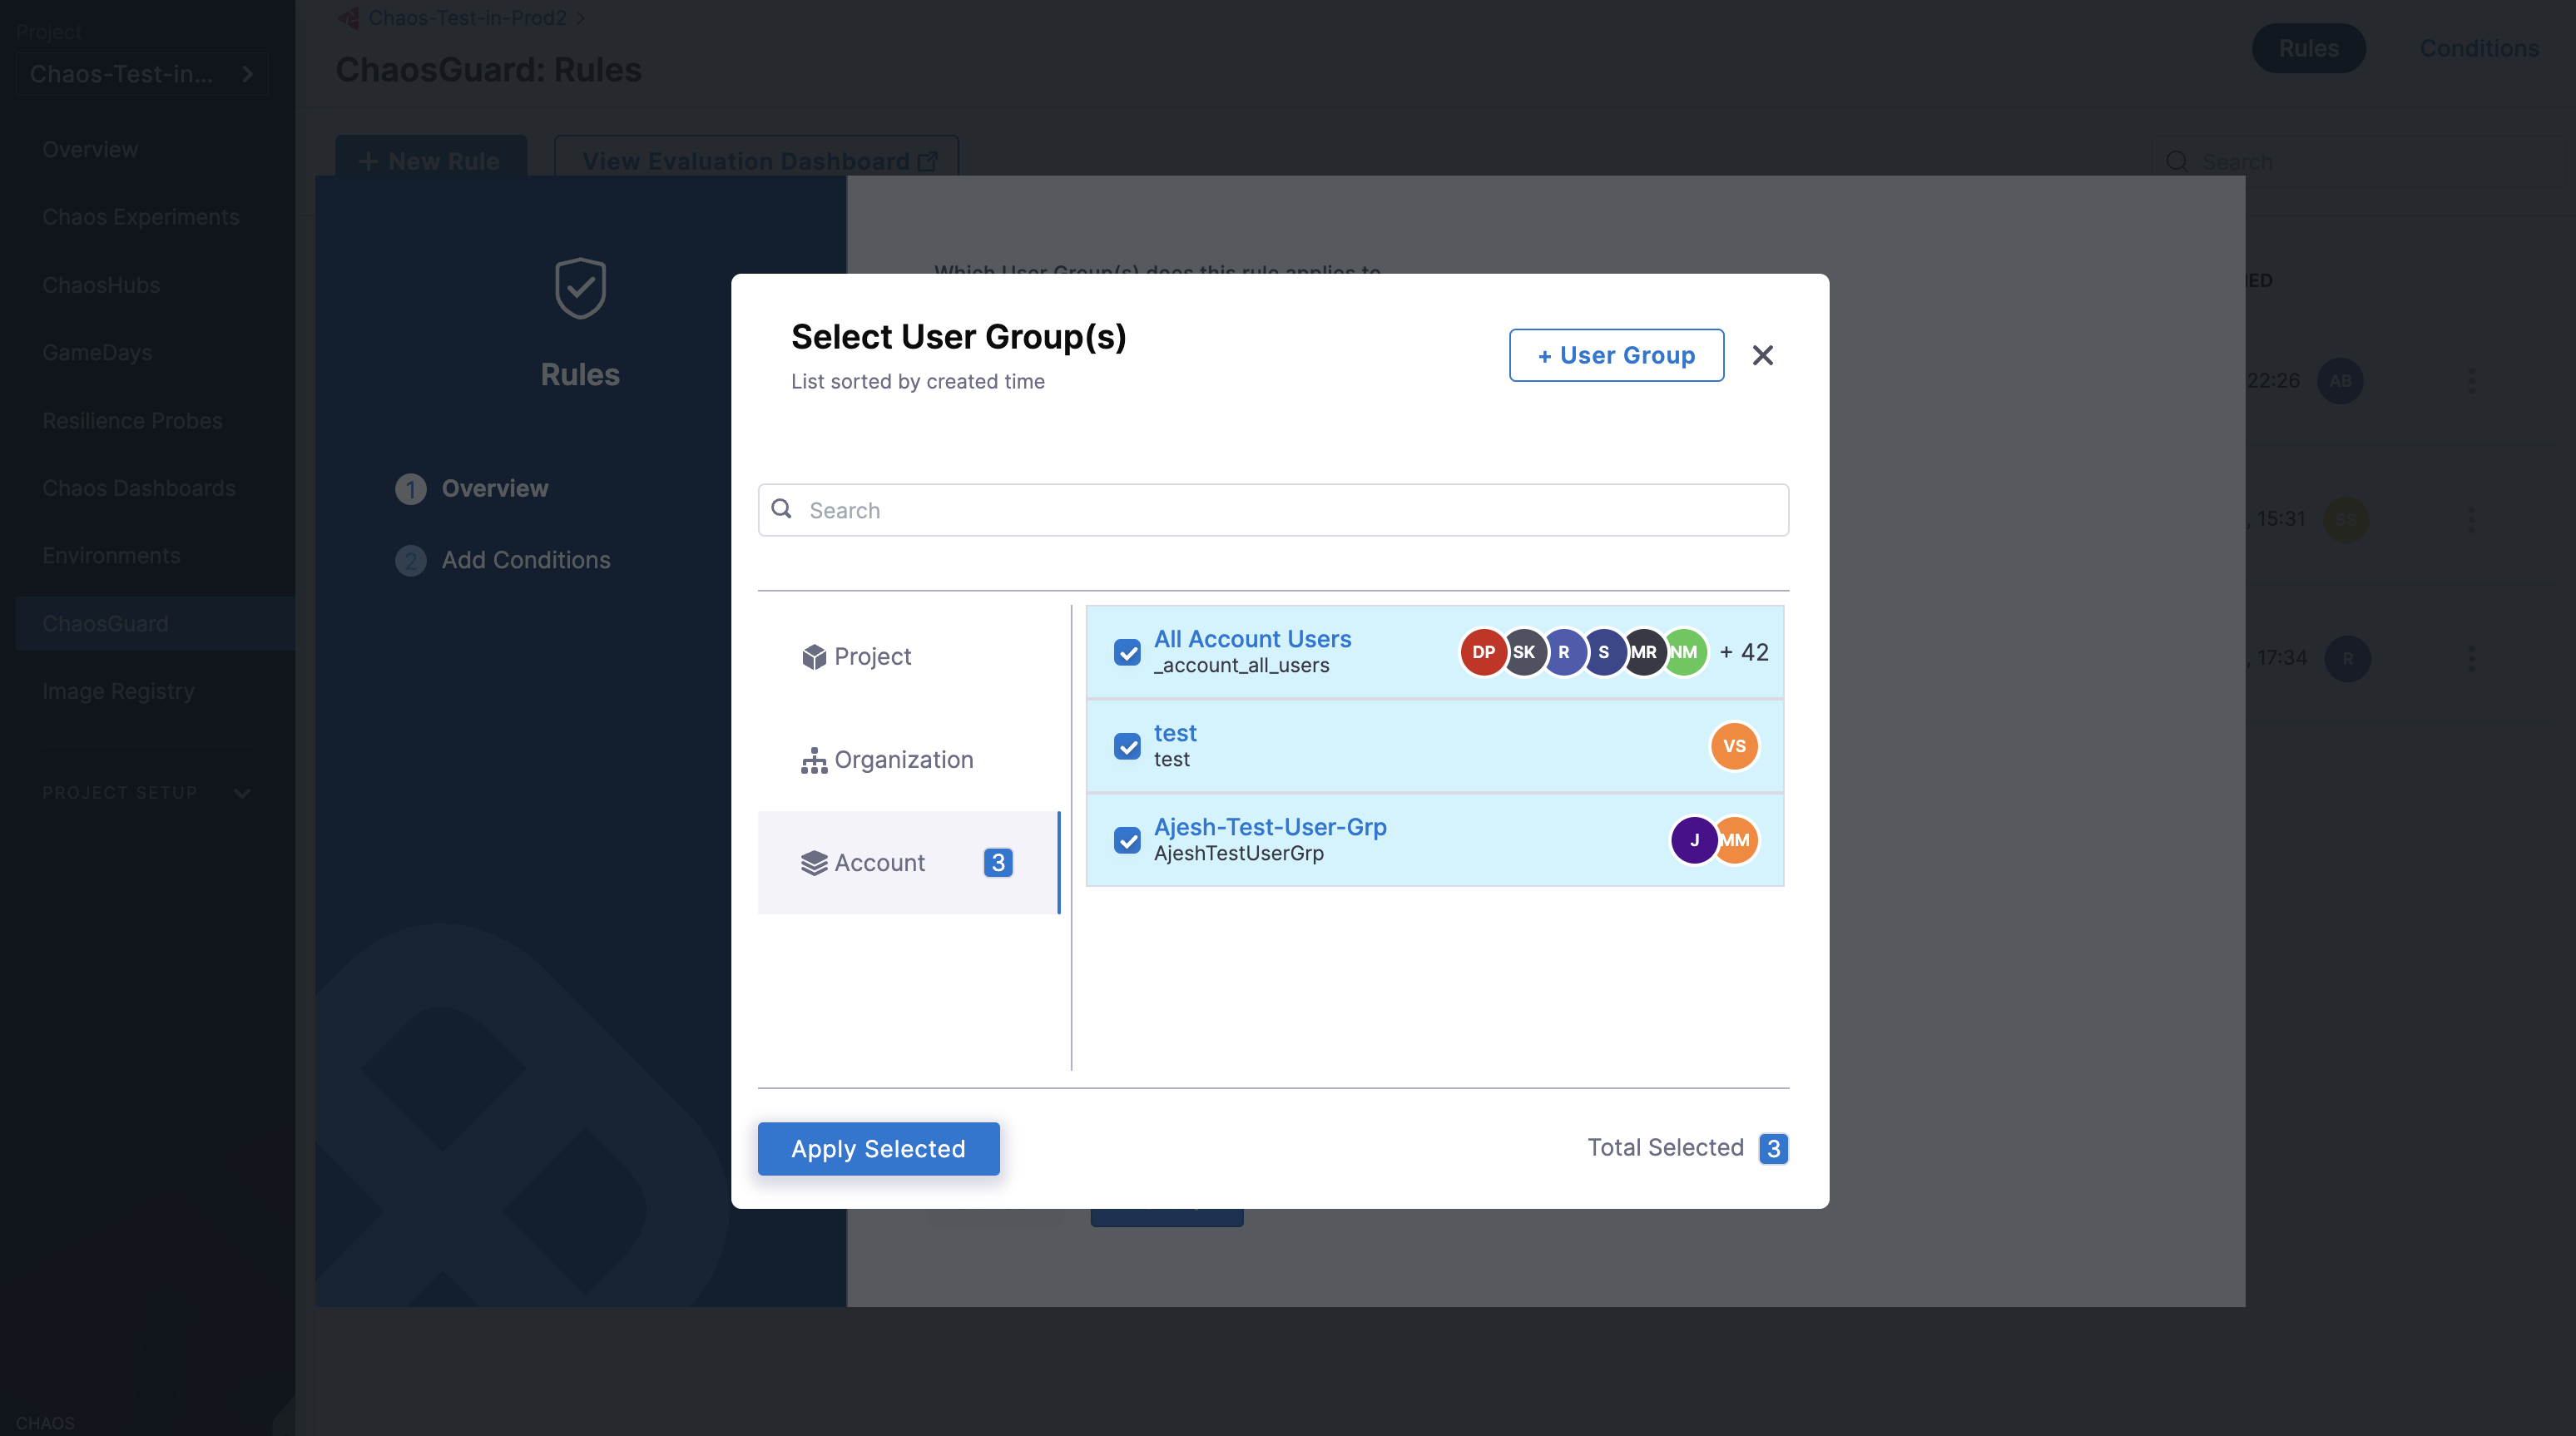 Project
Chaos-Test-in...
Overview
Chaos Experiments
ChaosHubs
GameDays
Resilience Probes
Chaos Dashboards
Environments
ChaosGuard
Image Registry
PROJECT SETUP
CHAOS
Chaos-Test-in-Prod2
ChaosGuard: Rules
Rules
Conditions
+ New Rule
View Evaluation Dashboard
Search
Rules
1 Overview
2 Add Conditions
Which User Group(s) does this rule applies to
Select User Group(s)
List sorted by created time
+ User Group
Search
Project
Organization
Account 3
All Account Users
_account_all_users
DP SK R S MR NM + 42
test
test
VS
Ajesh-Test-User-Grp
AjeshTestUserGrp
J MM
Apply Selected
Total Selected 3
22:26 AB
, 15:31
, 17:34 R